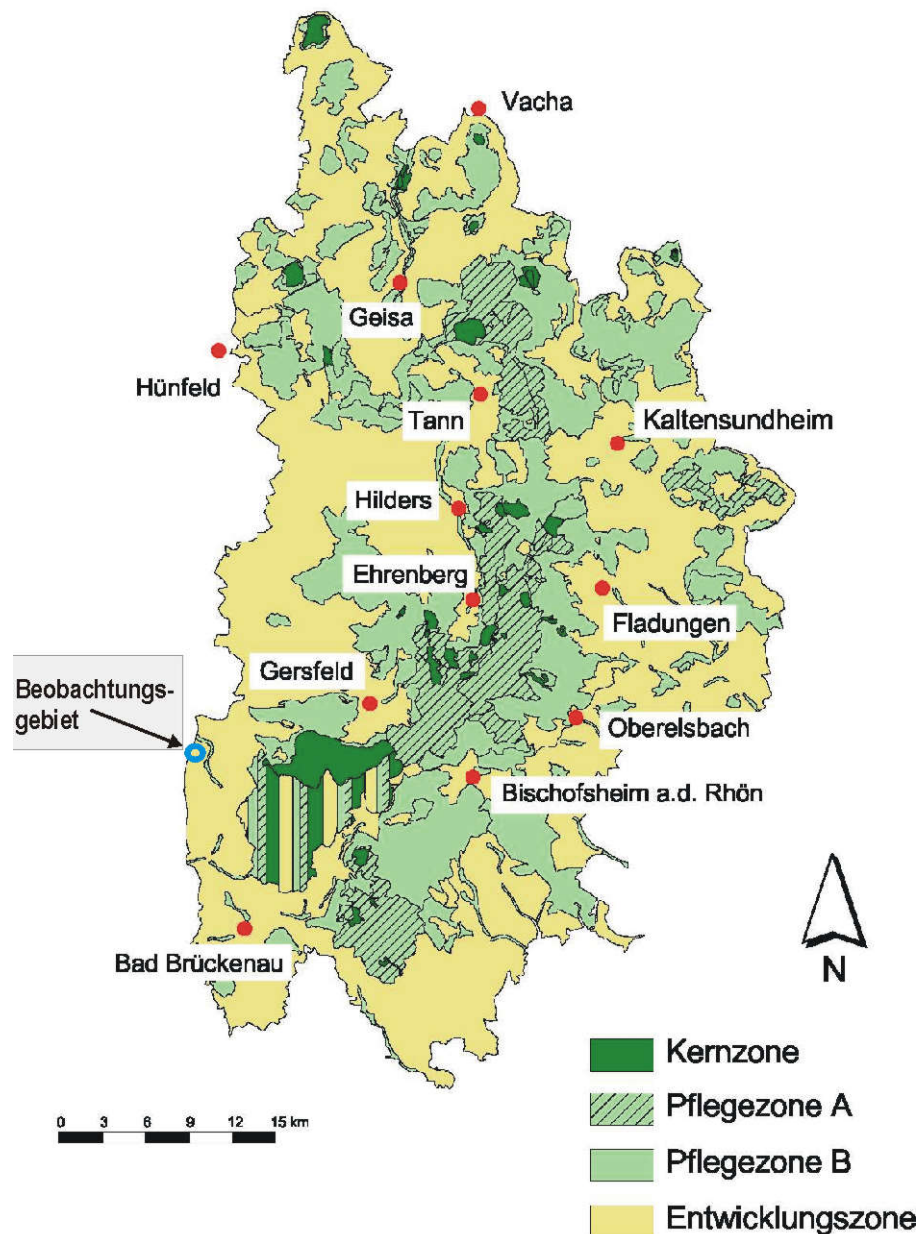 Vacha
Geisa
Hünfeld
Tann
Kaltensundheim
Hilders
Ehrenberg
Fladungen
Gersfeld
Beobachtungs-
gebiet
Oberelsbach
Bischofsheim a.d. Rhön
Bad Brückenau
N
Kernzone
Pflegezone A
Pflegezone B
Entwicklungszone
0 3 6 9 12 15 km